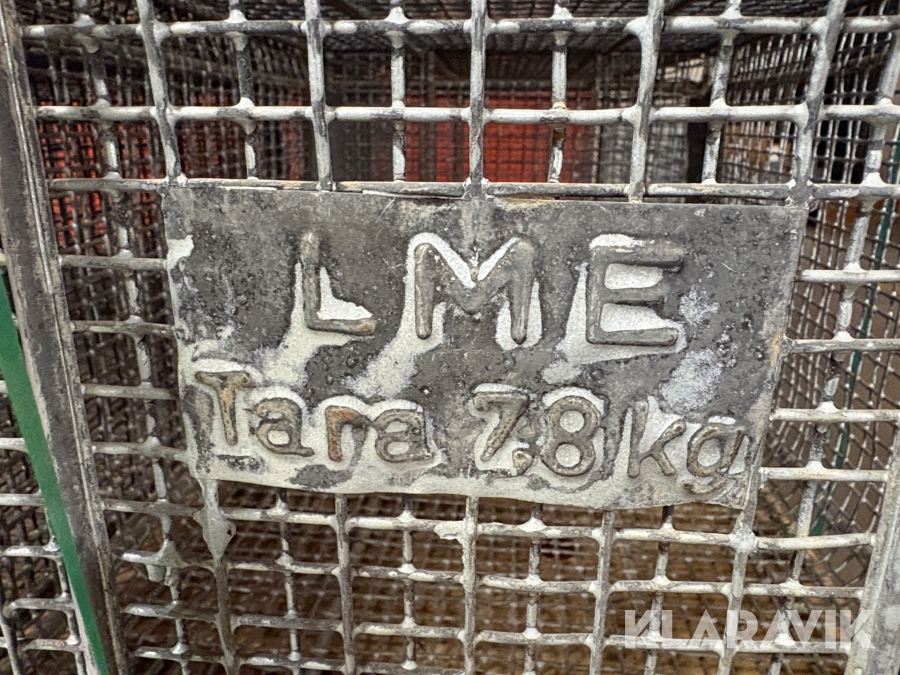 LME
Tara 7,8 kg
KLARAVIK